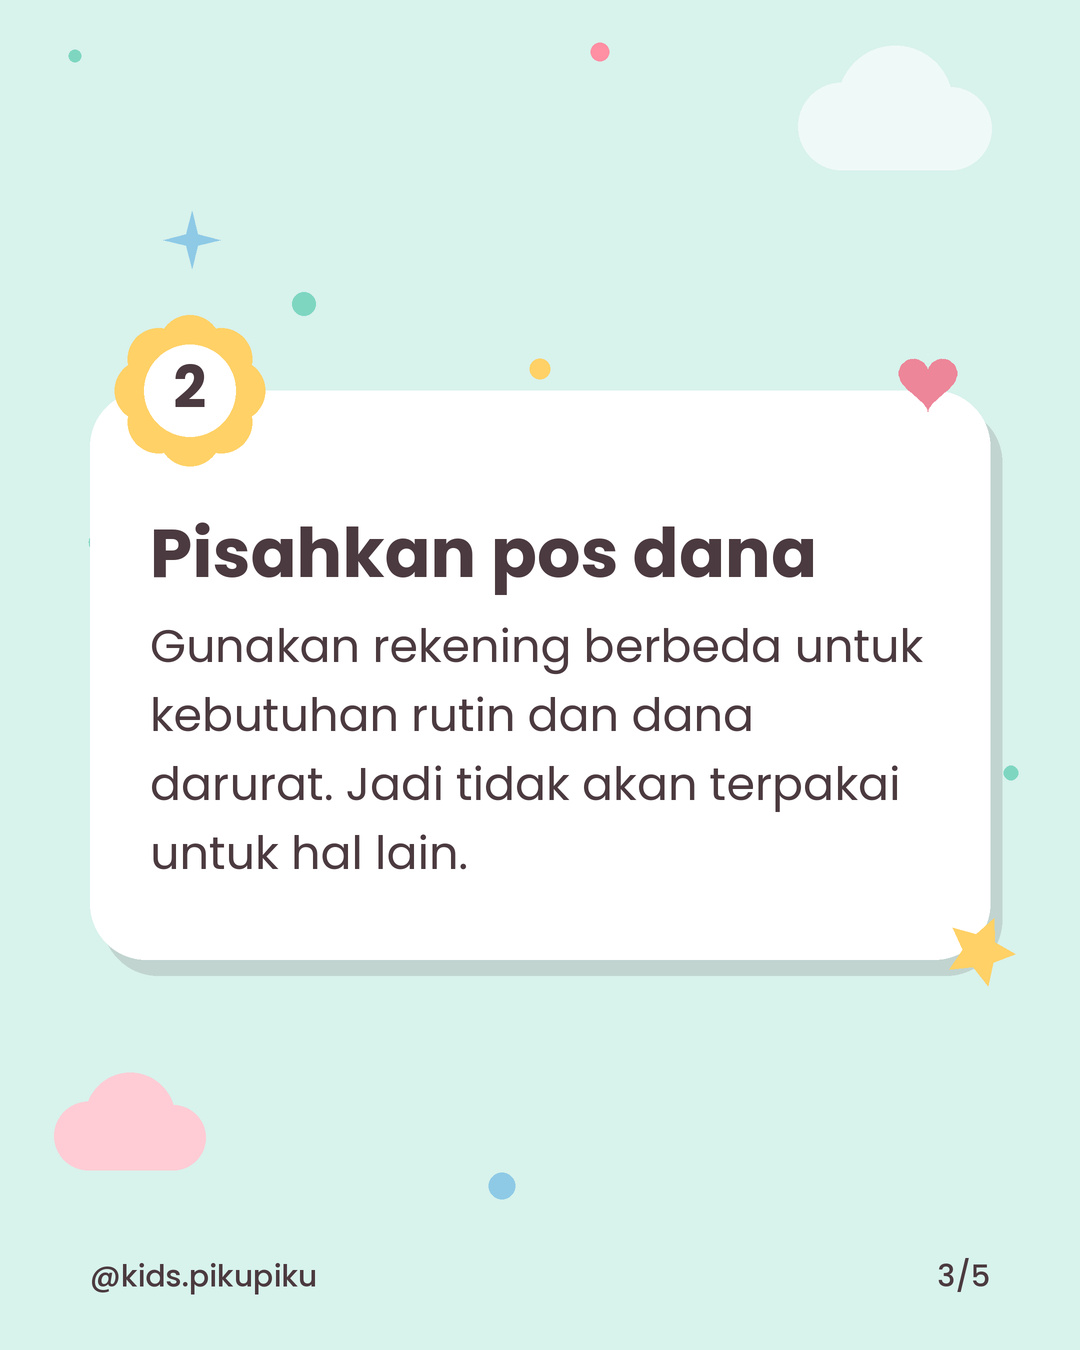 2
Pisahkan pos dana
Gunakan rekening berbeda untuk
kebutuhan rutin dan dana
darurat. Jadi tidak akan terpakai
untuk hal lain.
@kids.pikupiku
3/5